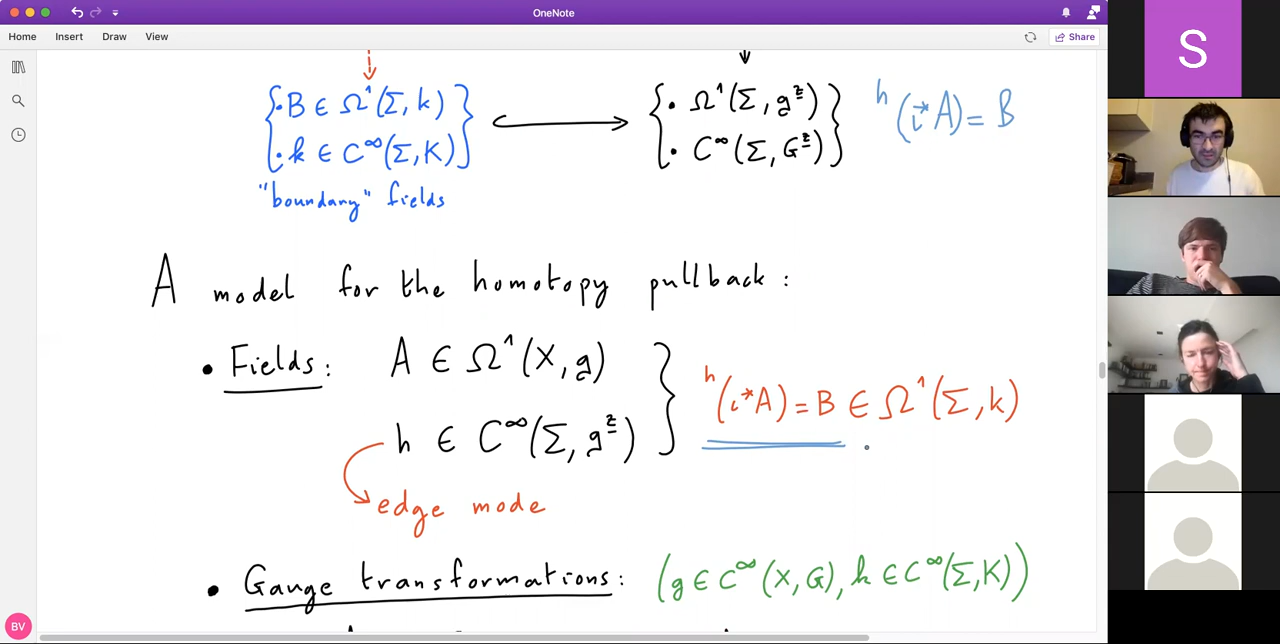 OneNote
Home Insert Draw View Share
{· B ∈ Ω¹(Σ, k) · k ∈ C^∞(Σ, K)}
{· Ω¹(Σ, g^z) · C^∞(Σ, G^z)}
ʰ(i*A) = B
"boundary" fields
A model for the homotopy pullback :
• Fields : A ∈ Ω¹(X, g)
h ∈ C^∞(Σ, g^z)
ʰ(i*A) = B ∈ Ω¹(Σ, k)
edge mode
• Gauge transformations : (g ∈ C^∞(X, G), k ∈ C^∞(Σ, K))
BV
S